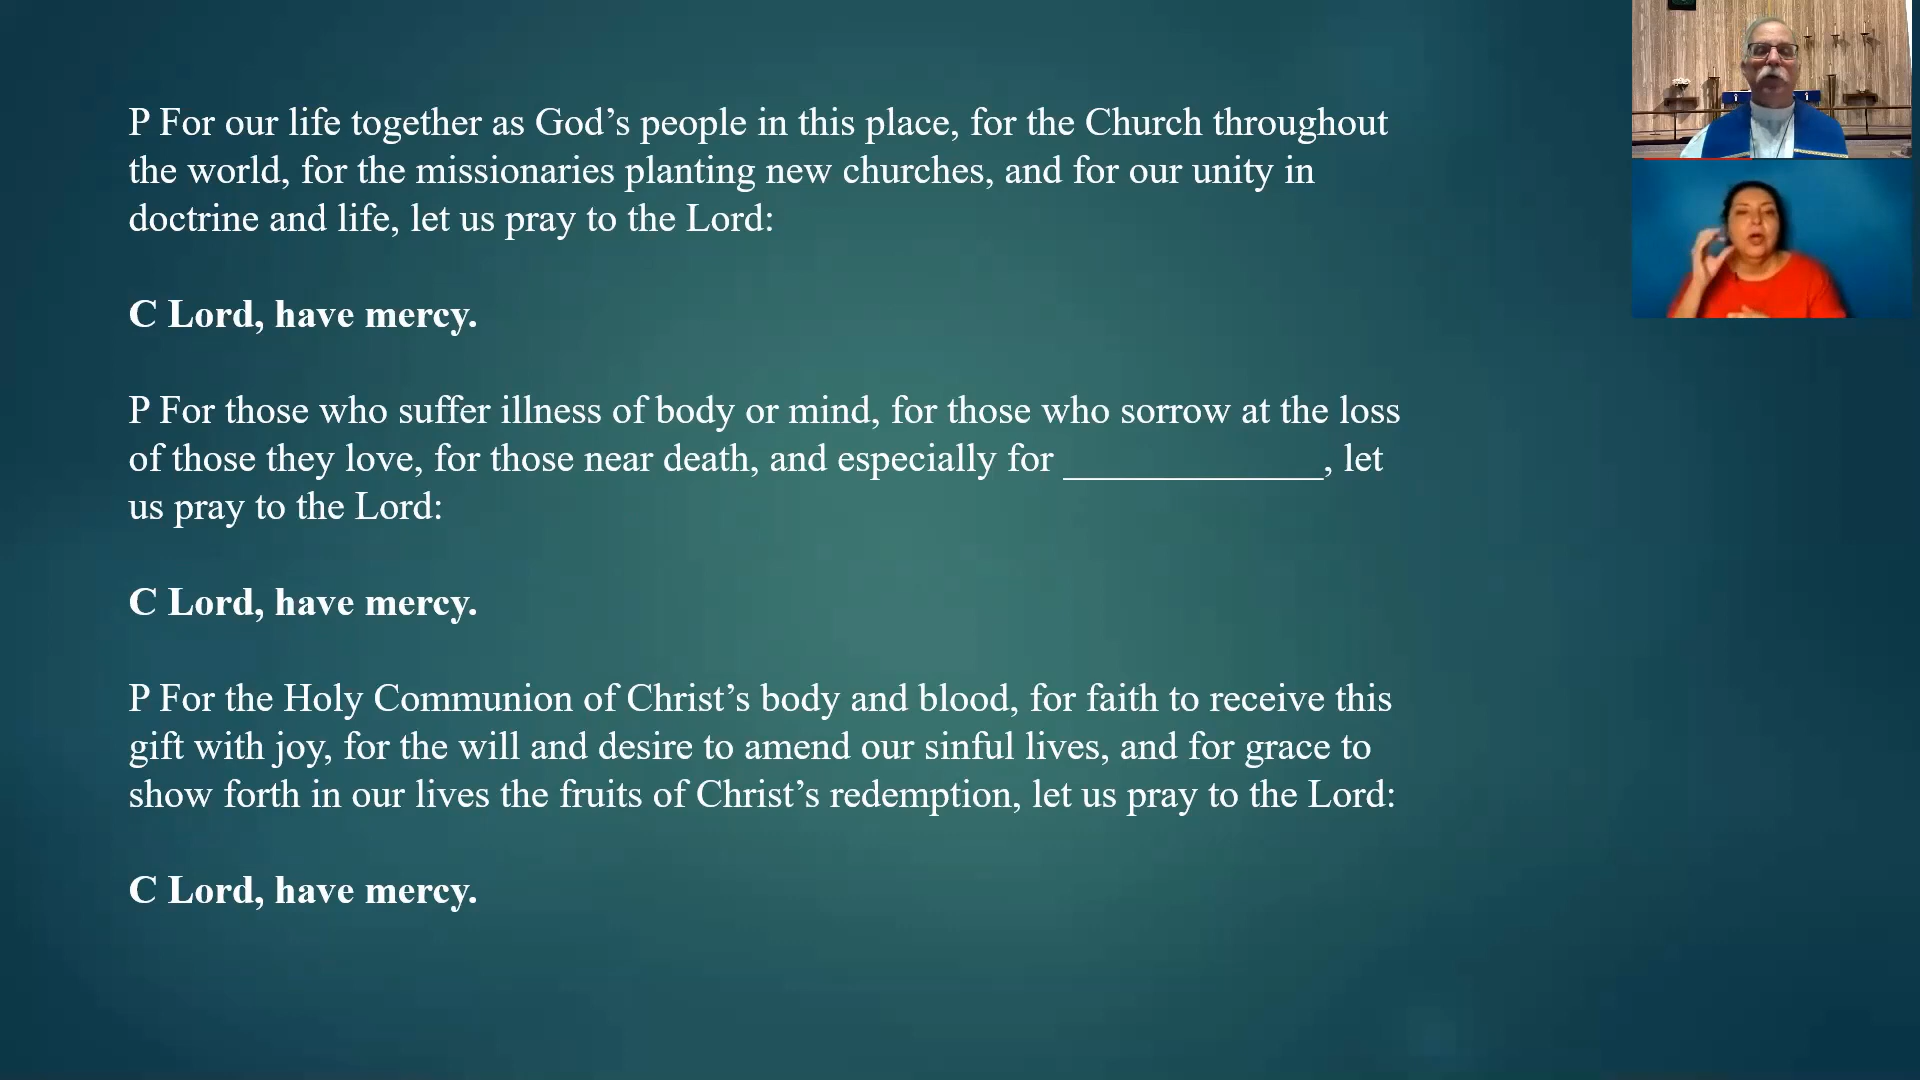 P For our life together as God’s people in this place, for the Church throughout
the world, for the missionaries planting new churches, and for our unity in
doctrine and life, let us pray to the Lord:
C Lord, have mercy.
P For those who suffer illness of body or mind, for those who sorrow at the loss
of those they love, for those near death, and especially for _____________, let
us pray to the Lord:
C Lord, have mercy.
P For the Holy Communion of Christ’s body and blood, for faith to receive this
gift with joy, for the will and desire to amend our sinful lives, and for grace to
show forth in our lives the fruits of Christ’s redemption, let us pray to the Lord:
C Lord, have mercy.